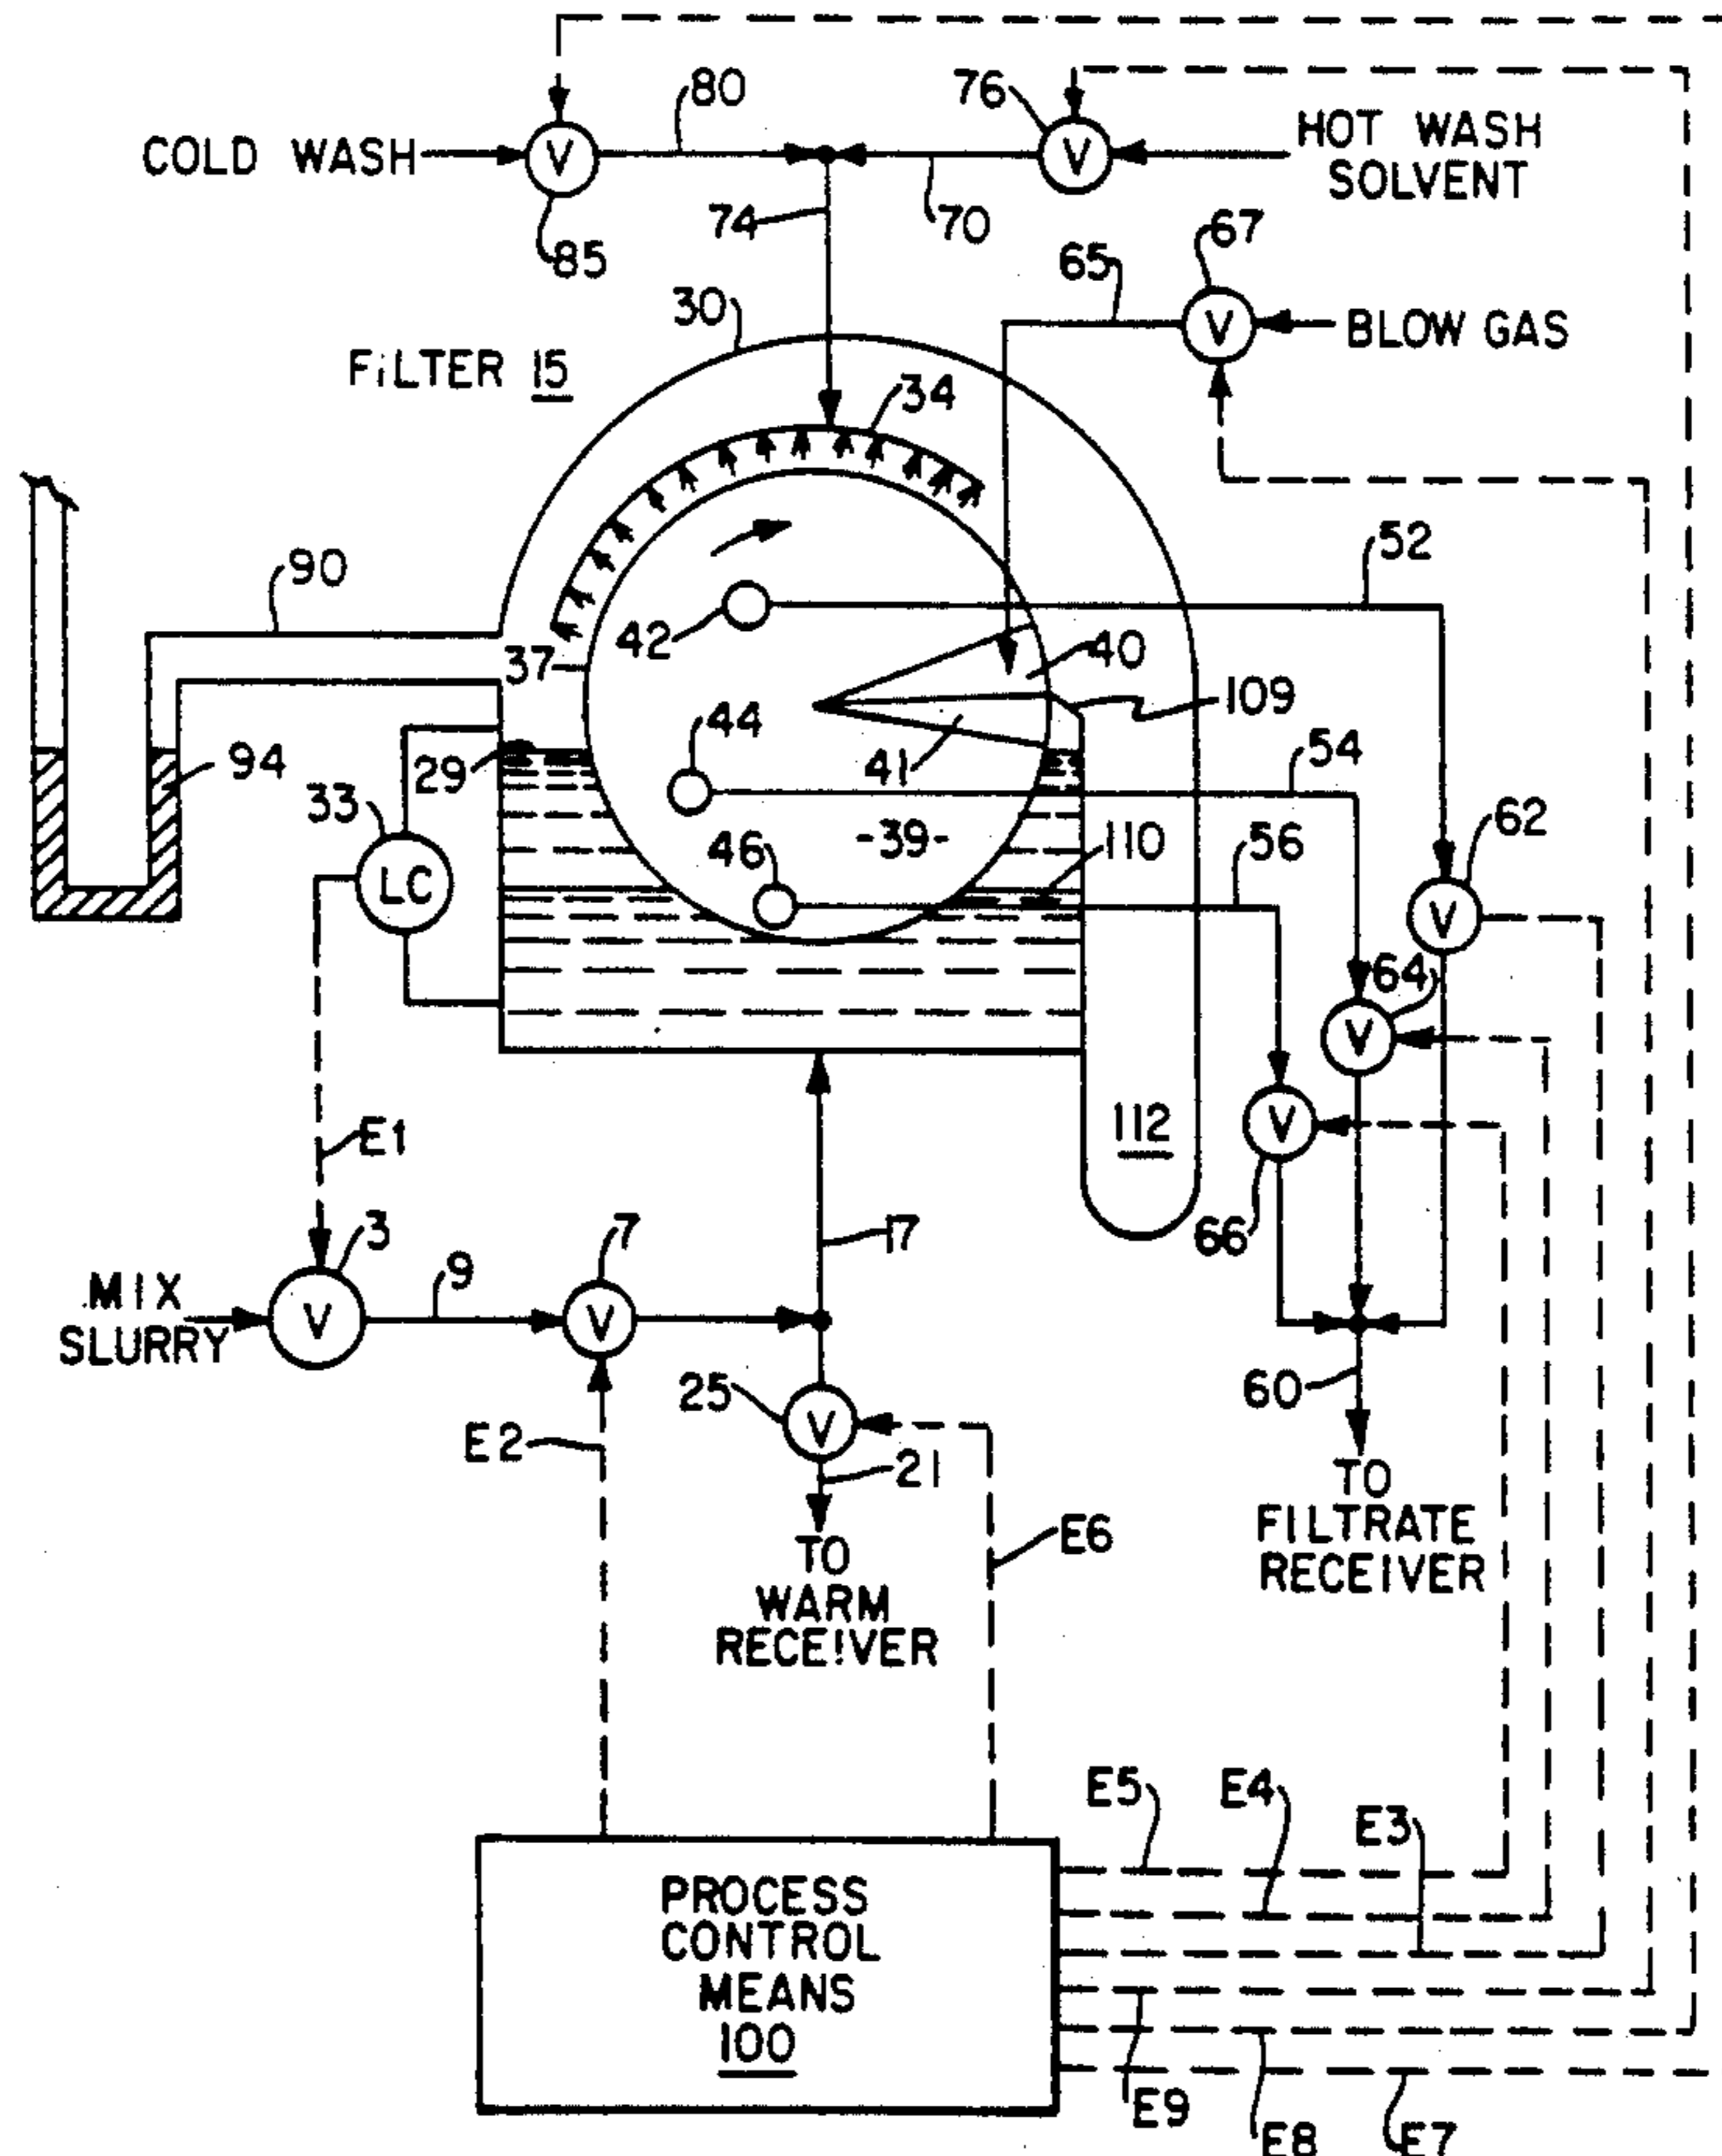 80
76
COLD WASH
V
V
HOT WASH
SOLVENT
74
70
85
67
65
30
V
BLOW GAS
FILTER 15
34
52
90
42
40
37
109
44
29
41
54
94
33
62
46
-39-
110
56
LC
V
64
V
V
112
E1
66
3
7
17
9
MIX
SLURRY
V
V
60
25
V
E2
21
TO
FILTRATE
RECEIVER
TO
WARM
RECEIVER
E6
E5
E4
E3
PROCESS
CONTROL
MEANS
100
E9
E8
E7